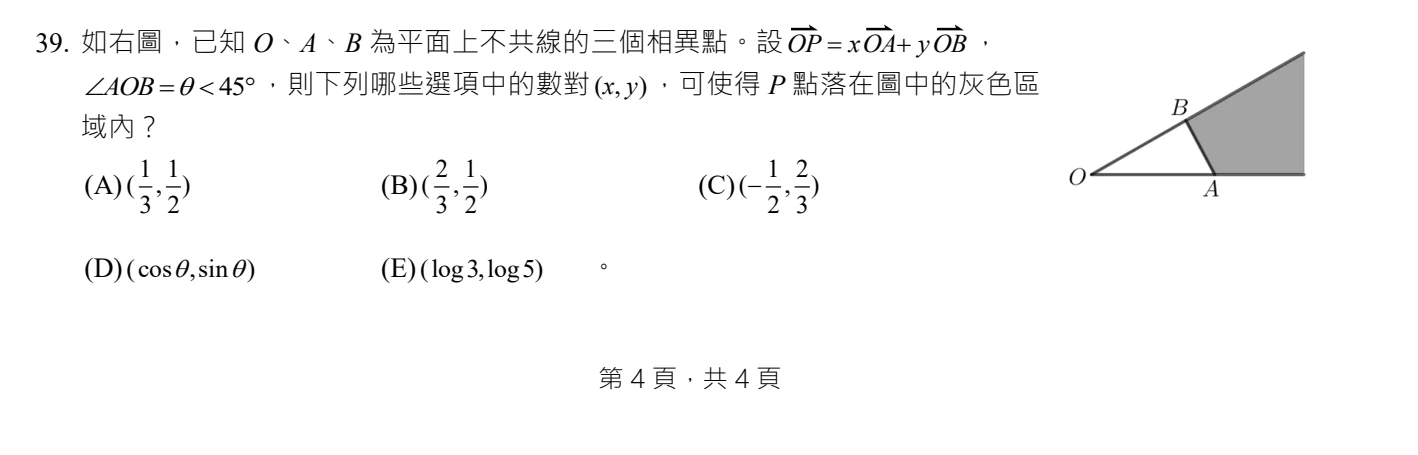 39. 如右圖，已知 O、A、B 為平面上不共線的三個相異點。設 $\overrightarrow{OP} = x\overrightarrow{OA} + y\overrightarrow{OB}$，
∠AOB = θ < 45°，則下列哪些選項中的數對 (x, y)，可使得 P 點落在圖中的灰色區
域內？
(A) $(\frac{1}{3}, \frac{1}{2})$ (B) $(\frac{2}{3}, \frac{1}{2})$ (C) $(-\frac{1}{2}, \frac{2}{3})$
(D) (cos θ, sin θ) (E) (log 3, log 5) 。
B
O
A
第 4 頁，共 4 頁